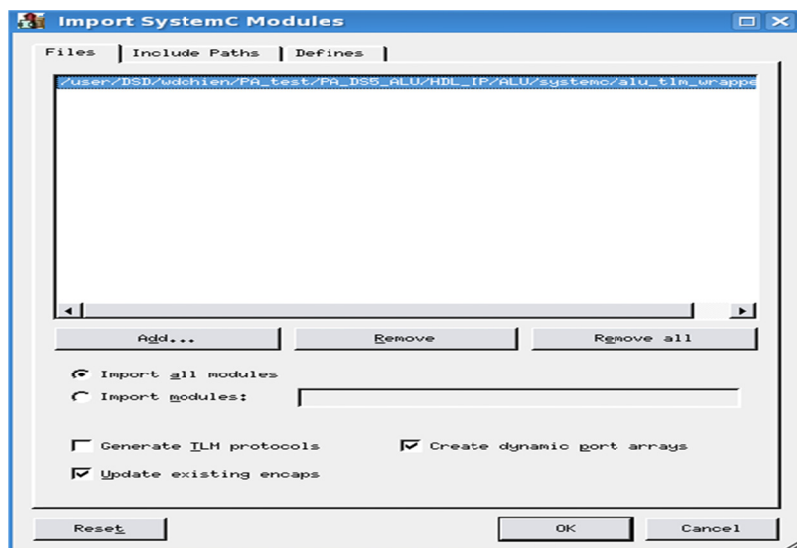 Import SystemC Modules
Files Include Paths Defines
/user/DSD/wdchien/PA_test/PA_DS5_ALU/HDL_IP/ALU/systemc/alu_tlm_wrappe
Add... Remove Remove all
Import all modules
Import modules:
Generate TLM protocols Create dynamic port arrays
Update existing encaps
Reset OK Cancel